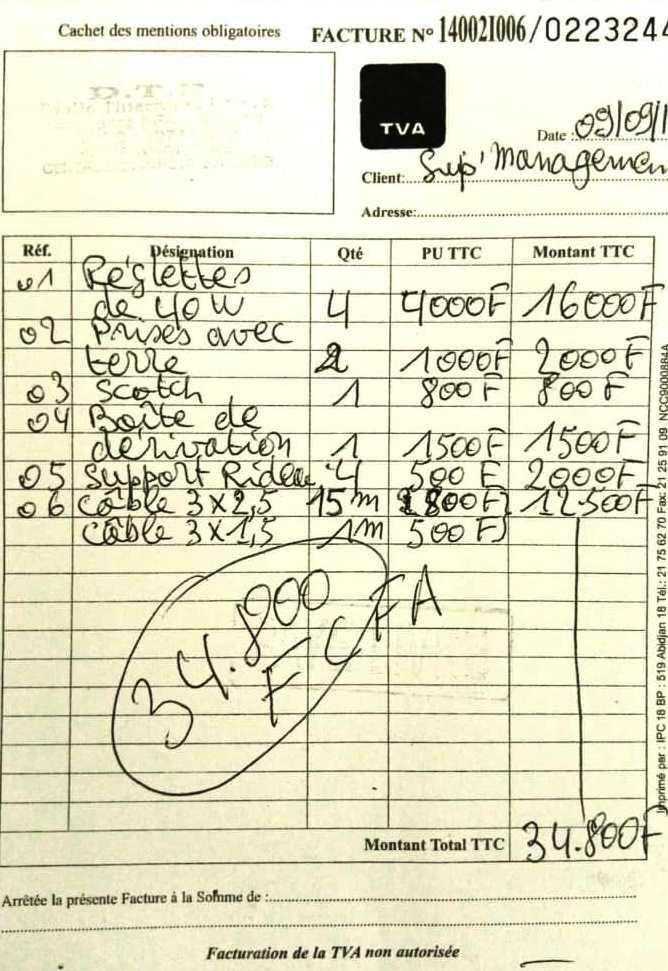 Cachet des mentions obligatoires
FACTURE N° 14002I006/0223244
D.T.
TVA
Date : 09/09/1
Client: Sup'Managemen
Adresse:
Réf. Désignation Qté PU TTC Montant TTC
01 Réglettes
de 40W 4 4000F 16000F
02 Prises avec
terre 2 1000F 2000F
03 Scotch 1 800F 800F
04 Boîte de
dérivation 1 1500F 1500F
05 Support Ridea 4 500F 2000F
06 Câble 3x2,5 15m 800F 12.500F
Câble 3x1,5 1m 500F
34.800
F CFA
Montant Total TTC 34.800F
Arrêtée la présente Facture à la Somme de :
Facturation de la TVA non autorisée
Imprimé par : IPC 18 BP : 519 Abidjan 18 Tél.: 21 75 62 70 Fax: 21 25 91 09 NCC9000884A